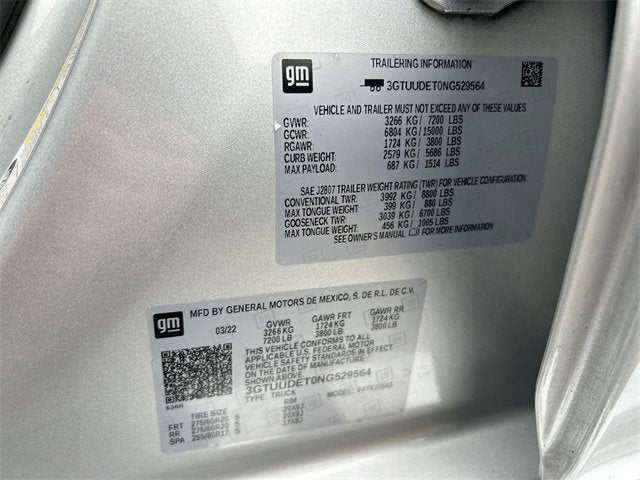 gm
TRAILERING INFORMATION
3GTUUDET0NG529564
VEHICLE AND TRAILER MUST NOT EXCEED ANY OF THESE VALUES.
GVWR: 3266 KG/ 7200 LBS
GCWR: 6804 KG/ 15000 LBS
RGAWR: 1724 KG/ 3800 LBS
CURB WEIGHT: 2579 KG/ 5686 LBS
MAX PAYLOAD: 687 KG/ 1514 LBS
SAE J2807 TRAILER WEIGHT RATING (TWR) FOR VEHICLE CONFIGURATION.
CONVENTIONAL TWR: 3992 KG/ 8800 LBS
MAX TONGUE WEIGHT: 399 KG/ 880 LBS
GOOSENECK TWR: 3039 KG/ 6700 LBS
MAX TONGUE WEIGHT: 456 KG/ 1005 LBS
SEE OWNER'S MANUAL FOR MORE INFORMATION
gm
MFD BY GENERAL MOTORS DE MEXICO, S. DE R.L. DE C.V.
03/22 GVWR GAWR FRT GAWR RR
3266 KG 1724 KG 1724 KG
7200 LB 3800 LB 3800 LB
THIS VEHICLE CONFORMS TO ALL
APPLICABLE U.S. FEDERAL MOTOR
VEHICLE SAFETY STANDARDS IN
EFFECT ON THE DATE OF MANUFACTURE
SHOWN ABOVE.
3GTUUDET0NG529564
TYPE: TRUCK MODEL:
TIRE SIZE RIM
FRT 275/60R20 S 20X9J
RR 275/60R20 S 20X9J
SPA 265/80R17 S 17X8J